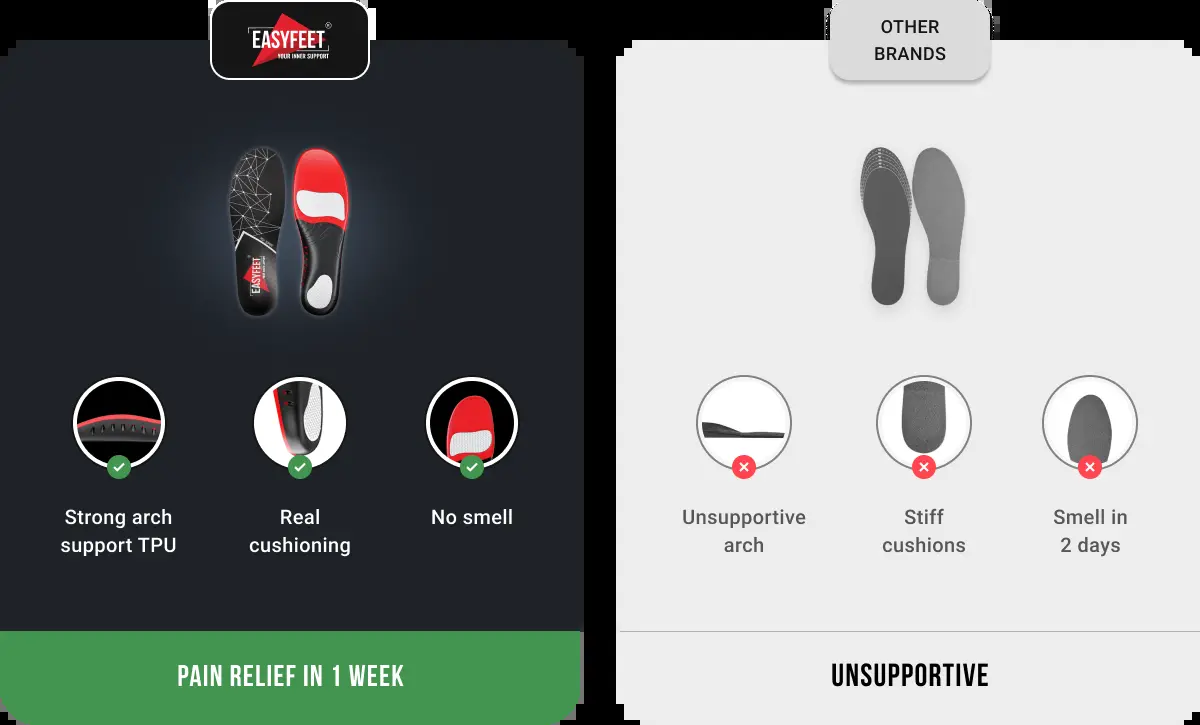 EASYFEET®
YOUR INNER SUPPORT
EASYFEET
Strong arch
support TPU
Real
cushioning
No smell
PAIN RELIEF IN 1 WEEK
OTHER
BRANDS
Unsupportive
arch
Stiff
cushions
Smell in
2 days
UNSUPPORTIVE